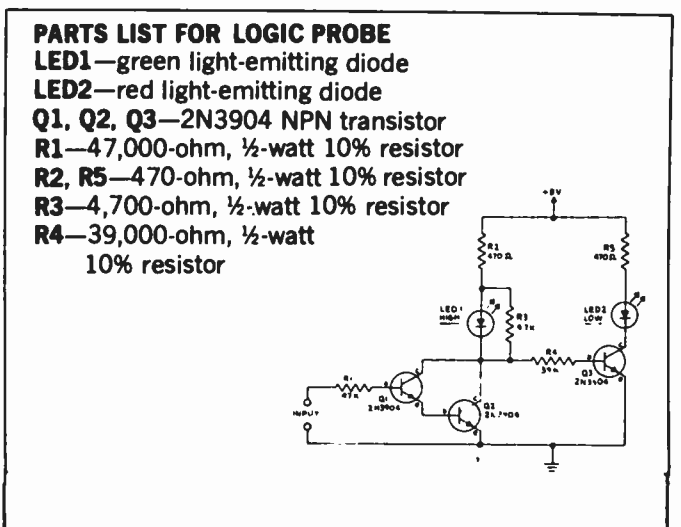 PARTS LIST FOR LOGIC PROBE
LED1—green light-emitting diode
LED2—red light-emitting diode
Q1, Q2, Q3—2N3904 NPN transistor
R1—47,000-ohm, ½-watt 10% resistor
R2, R5—470-ohm, ½-watt 10% resistor
R3—4,700-ohm, ½-watt 10% resistor
R4—39,000-ohm, ½-watt
10% resistor
R2
470Ω
R5
470Ω
LED1
HIGH
LED2
LOW
R3
4.7K
R4
39K
Q3
2N3904
R1
47K
Q1
2N3904
Q2
2N3904
INPUT